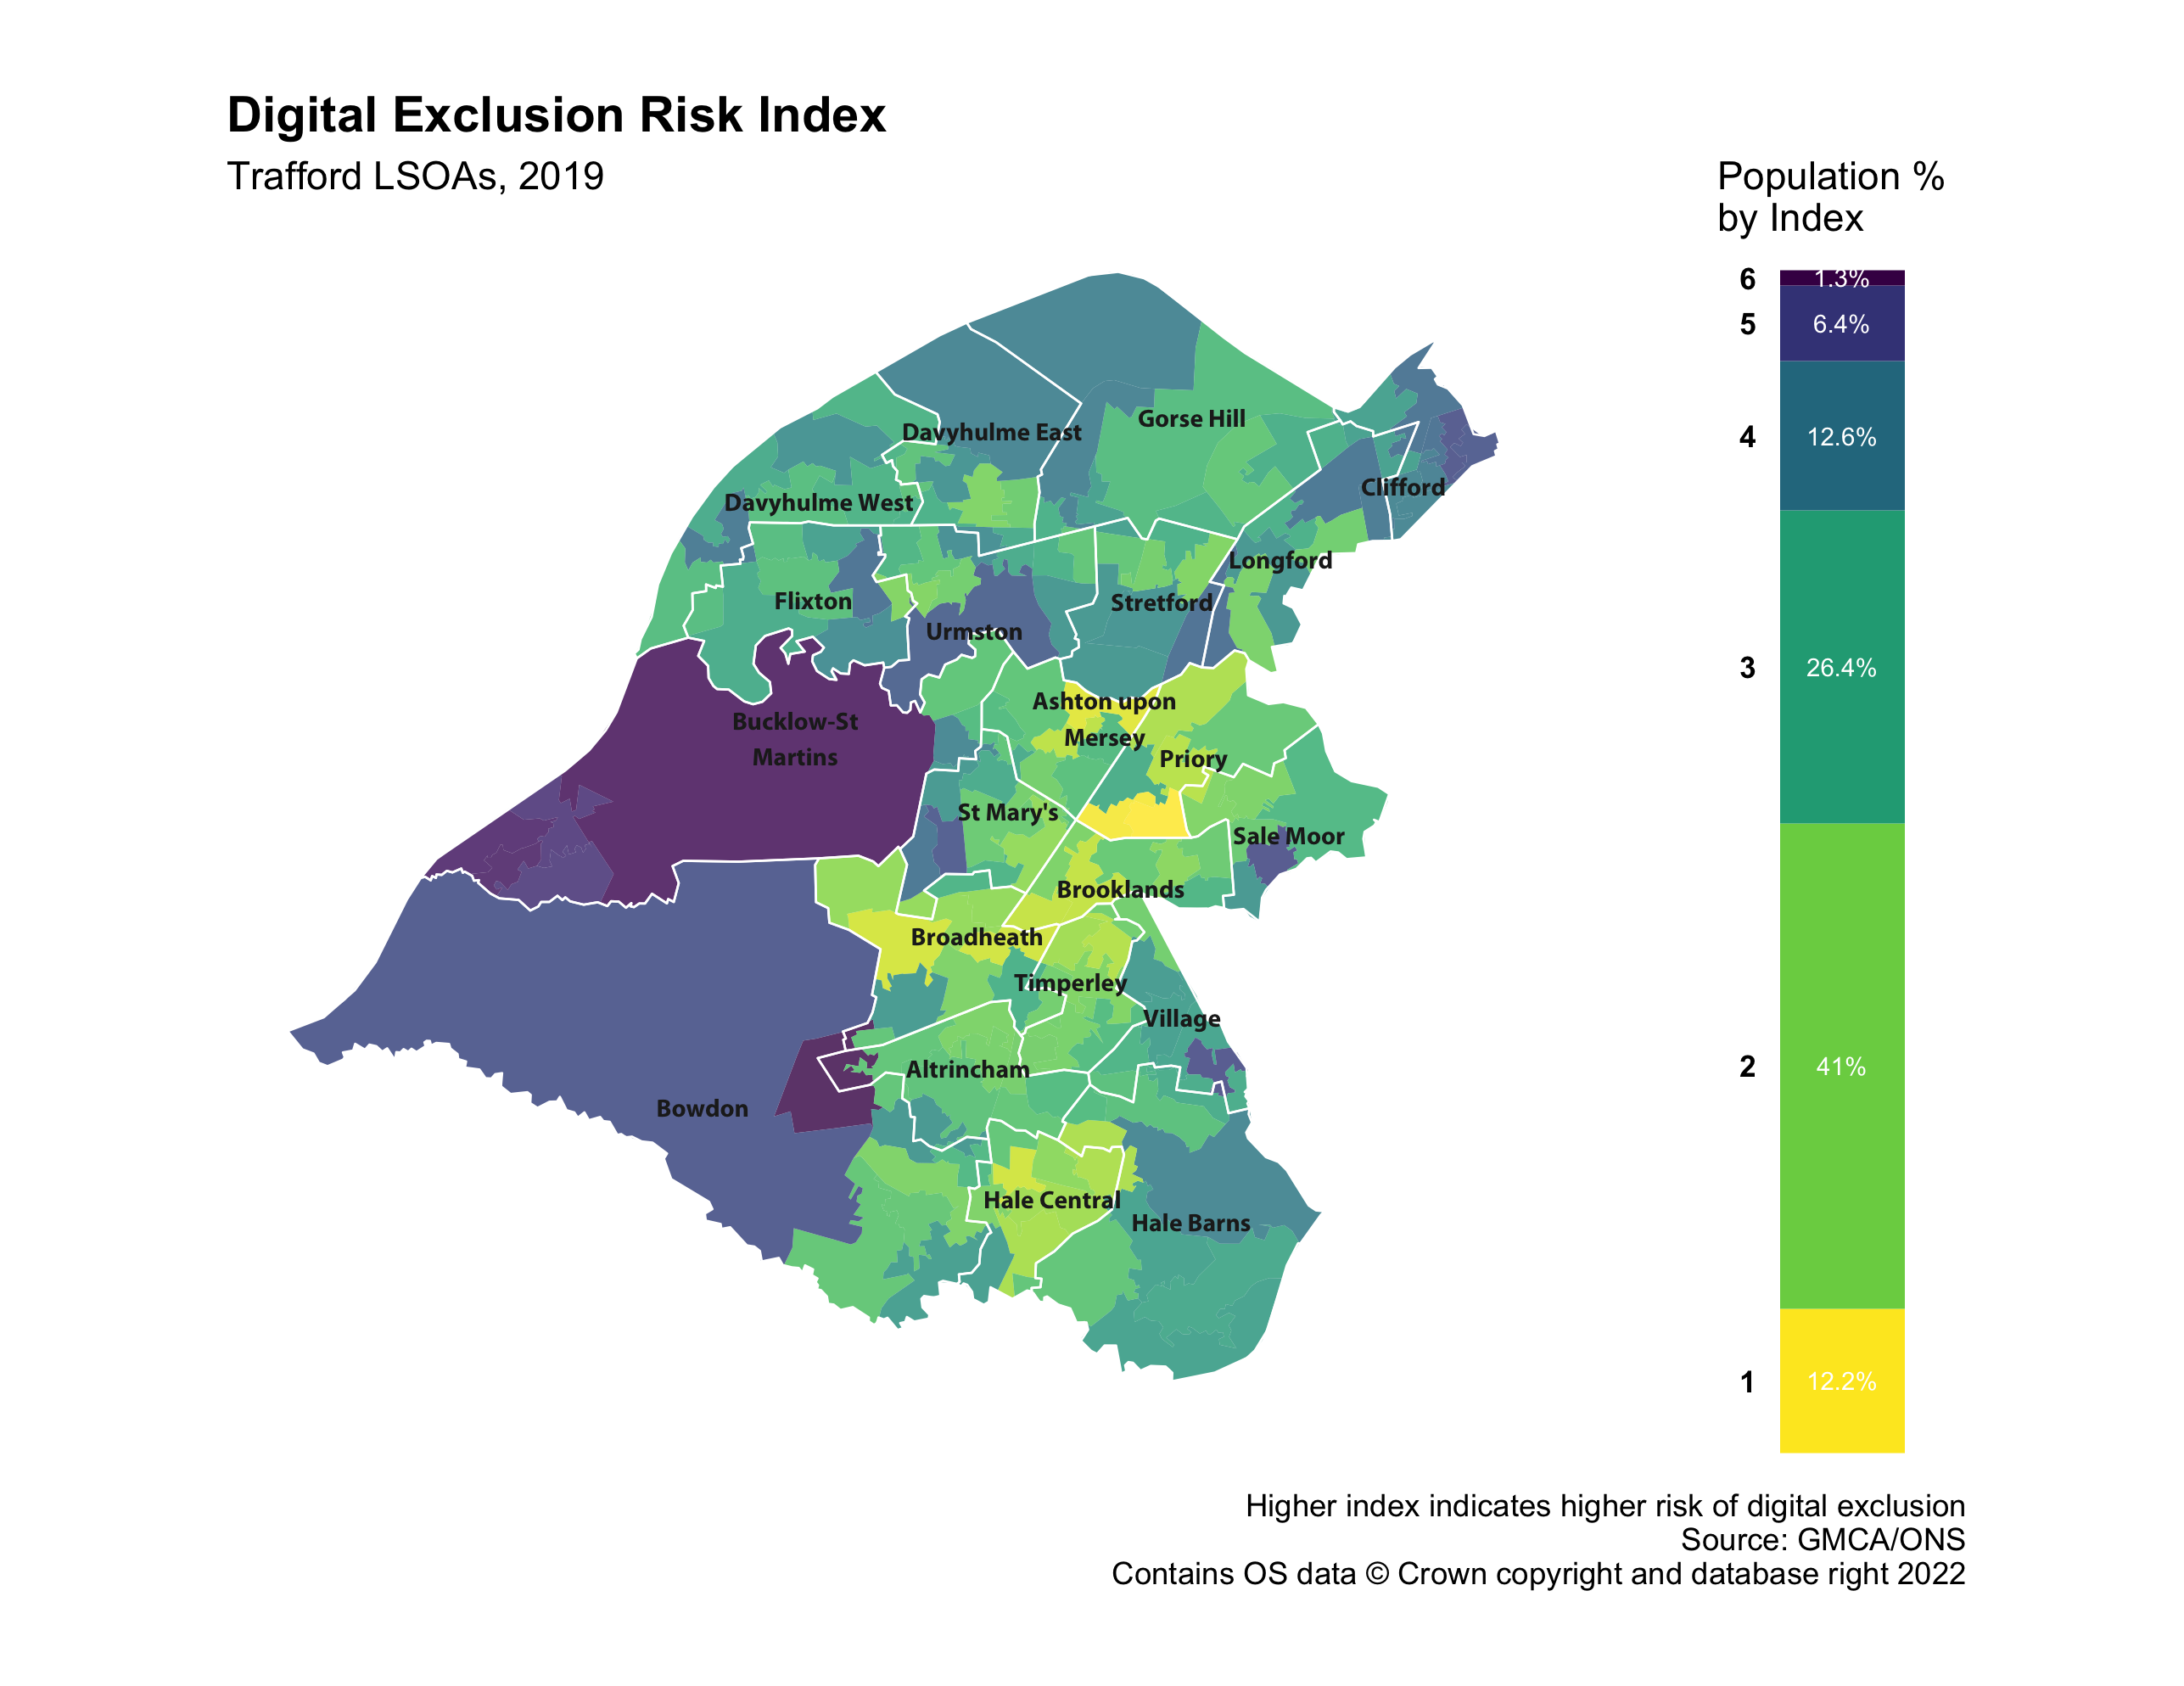 Digital Exclusion Risk Index
Trafford LSOAs, 2019
Population %
by Index
6
1.3%
5
6.4%
4
12.6%
3
26.4%
2
41%
1
12.2%
Gorse Hill
Davyhulme East
Clifford
Davyhulme West
Longford
Flixton
Stretford
Urmston
Ashton upon
Mersey
Bucklow-St
Martins
Priory
St Mary's
Sale Moor
Brooklands
Broadheath
Timperley
Village
Altrincham
Bowdon
Hale Central
Hale Barns
Higher index indicates higher risk of digital exclusion
Source: GMCA/ONS
Contains OS data © Crown copyright and database right 2022